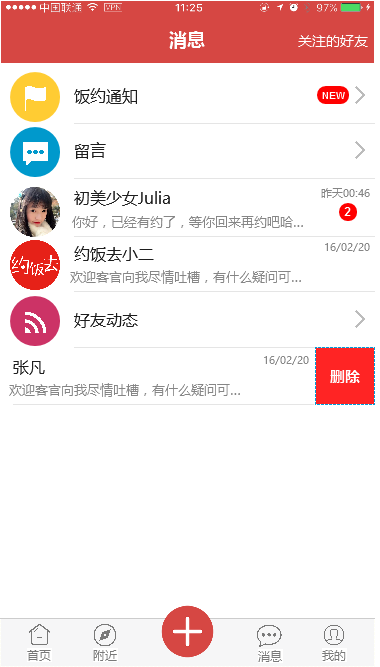 中国联通 VPN 11:25 97%
消息 关注的好友
饭约通知 NEW
留言
初美少女Julia 昨天00:46
你好，已经有约了，等你回来再约吧哈... 2
约饭去 约饭去小二 16/02/20
欢迎客官向我尽情吐槽，有什么疑问可...
好友动态
张凡 16/02/20 删除
欢迎客官向我尽情吐槽，有什么疑问可...
首页 附近 消息 我的